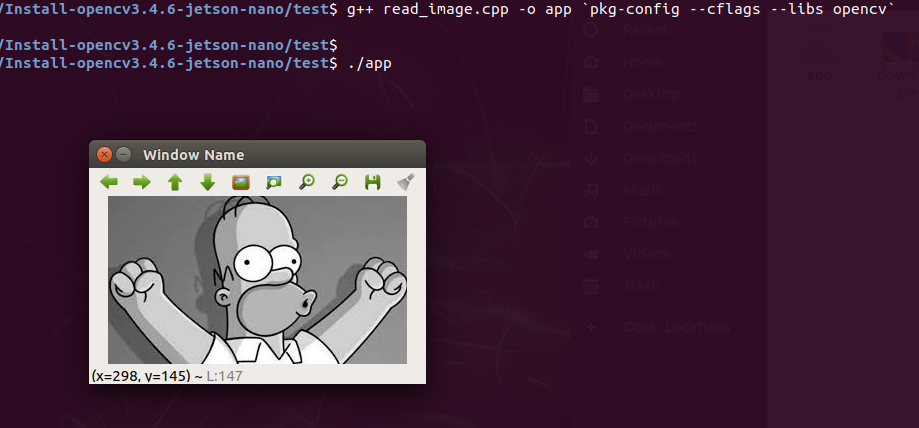 /Install-opencv3.4.6-jetson-nano/test$ g++ read_image.cpp -o app `pkg-config --cflags --libs opencv`
/Install-opencv3.4.6-jetson-nano/test$
/Install-opencv3.4.6-jetson-nano/test$ ./app
Recent
Home
Desktop
Documents
Downloads
Music
Pictures
Videos
Trash
+ Other Locations
app
Window Name
(x=298, y=145) ~ L:147